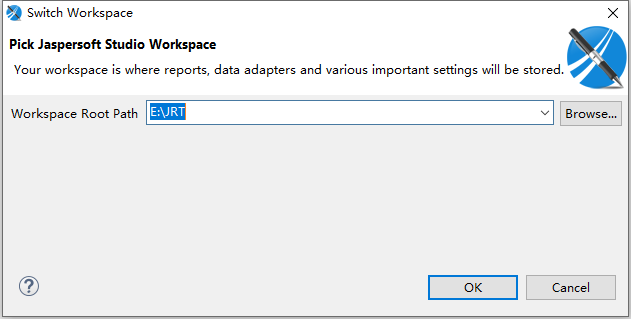 Switch Workspace
Pick Jaspersoft Studio Workspace
Your workspace is where reports, data adapters and various important settings will be stored.
Workspace Root Path E:\JRT Browse...
?
OK Cancel